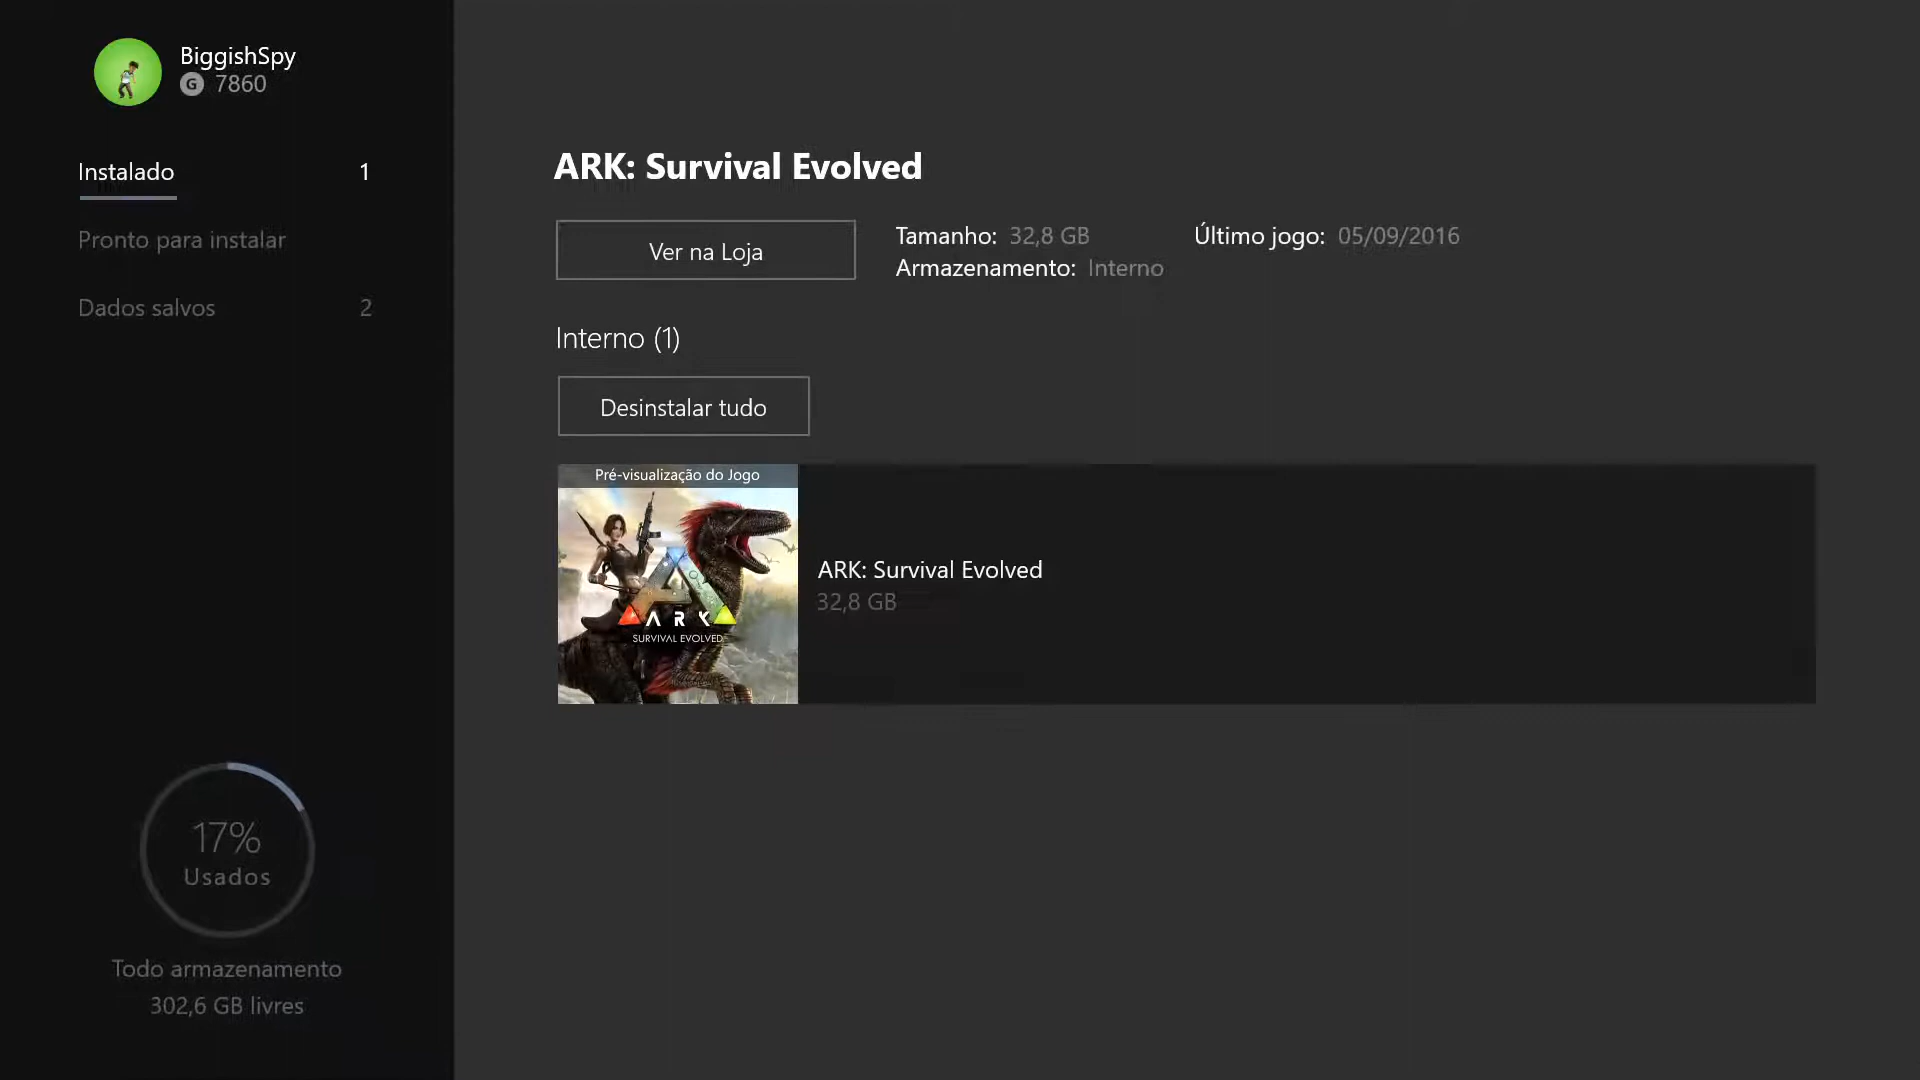 BiggishSpy
G 7860
Instalado 1
Pronto para instalar
Dados salvos 2
17%
Usados
Todo armazenamento
302,6 GB livres
ARK: Survival Evolved
Ver na Loja
Tamanho: 32,8 GB
Armazenamento: Interno
Último jogo: 05/09/2016
Interno (1)
Desinstalar tudo
Pré-visualização do Jogo
ARK
SURVIVAL EVOLVED
ARK: Survival Evolved
32,8 GB